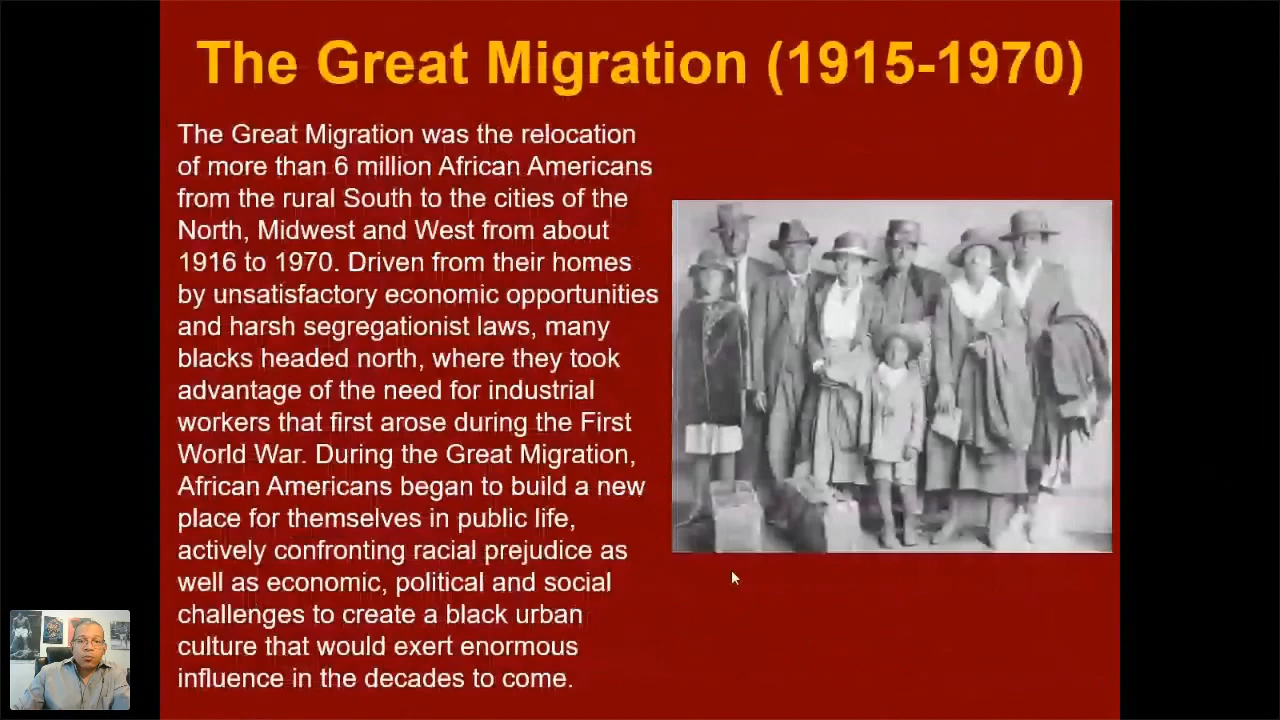 The Great Migration (1915-1970)
The Great Migration was the relocation
of more than 6 million African Americans
from the rural South to the cities of the
North, Midwest and West from about
1916 to 1970. Driven from their homes
by unsatisfactory economic opportunities
and harsh segregationist laws, many
blacks headed north, where they took
advantage of the need for industrial
workers that first arose during the First
World War. During the Great Migration,
African Americans began to build a new
place for themselves in public life,
actively confronting racial prejudice as
well as economic, political and social
challenges to create a black urban
culture that would exert enormous
influence in the decades to come.